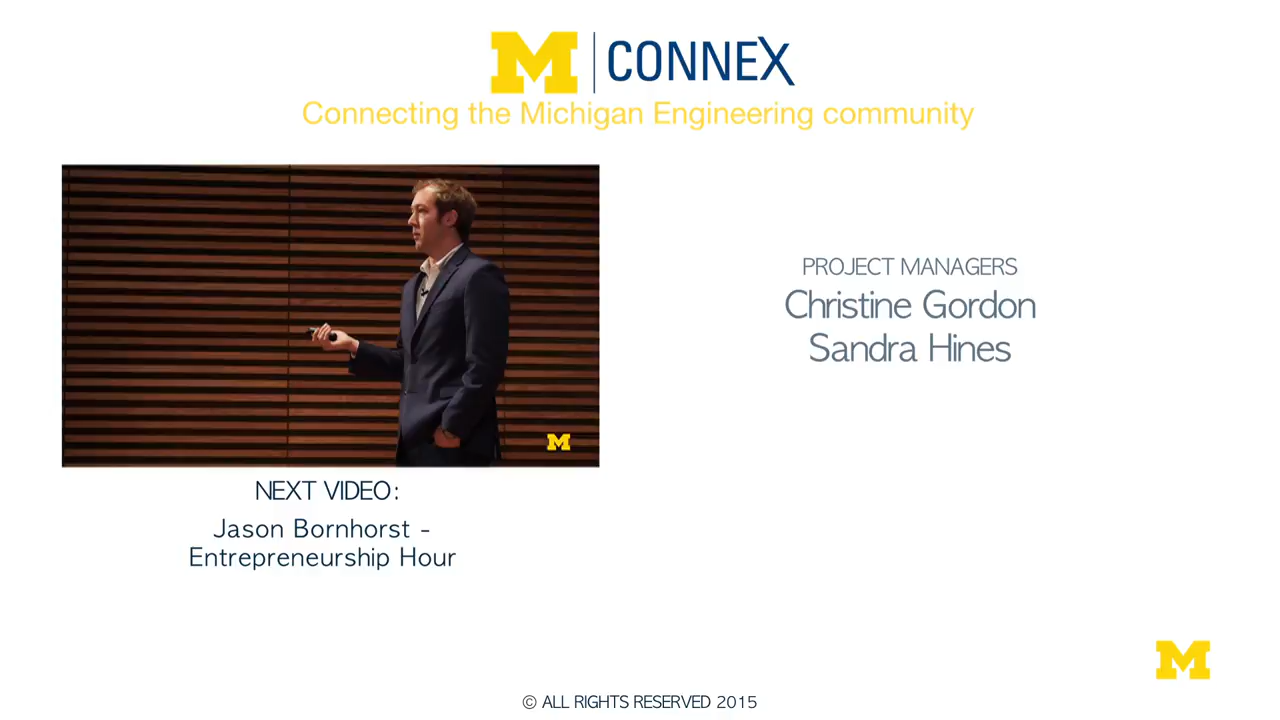 M | CONNEX
Connecting the Michigan Engineering community
PROJECT MANAGERS
Christine Gordon
Sandra Hines
M
NEXT VIDEO:
Jason Bornhorst -
Entrepreneurship Hour
M
© ALL RIGHTS RESERVED 2015